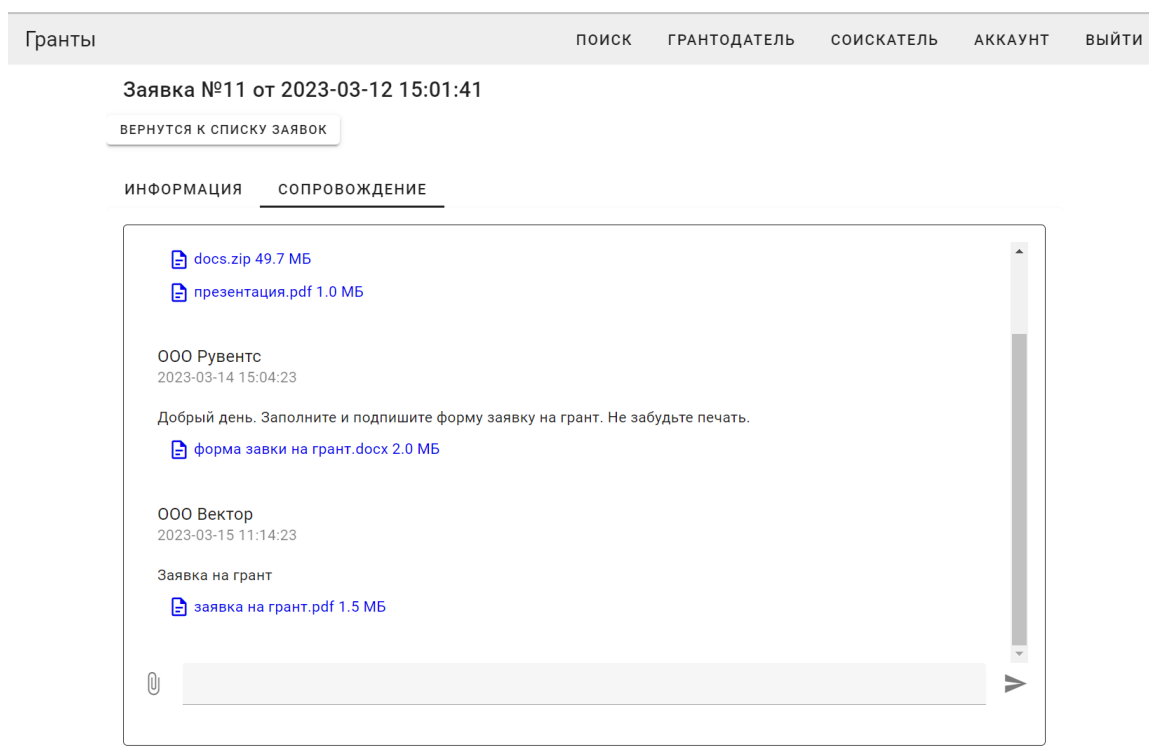 Гранты
ПОИСК ГРАНТОДАТЕЛЬ СОИСКАТЕЛЬ АККАУНТ ВЫЙТИ
Заявка №11 от 2023-03-12 15:01:41
ВЕРНУТСЯ К СПИСКУ ЗАЯВОК
ИНФОРМАЦИЯ СОПРОВОЖДЕНИЕ
docs.zip 49.7 МБ
презентация.pdf 1.0 МБ
ООО Рувентс
2023-03-14 15:04:23
Добрый день. Заполните и подпишите форму заявку на грант. Не забудьте печать.
форма завки на грант.docx 2.0 МБ
ООО Вектор
2023-03-15 11:14:23
Заявка на грант
заявка на грант.pdf 1.5 МБ